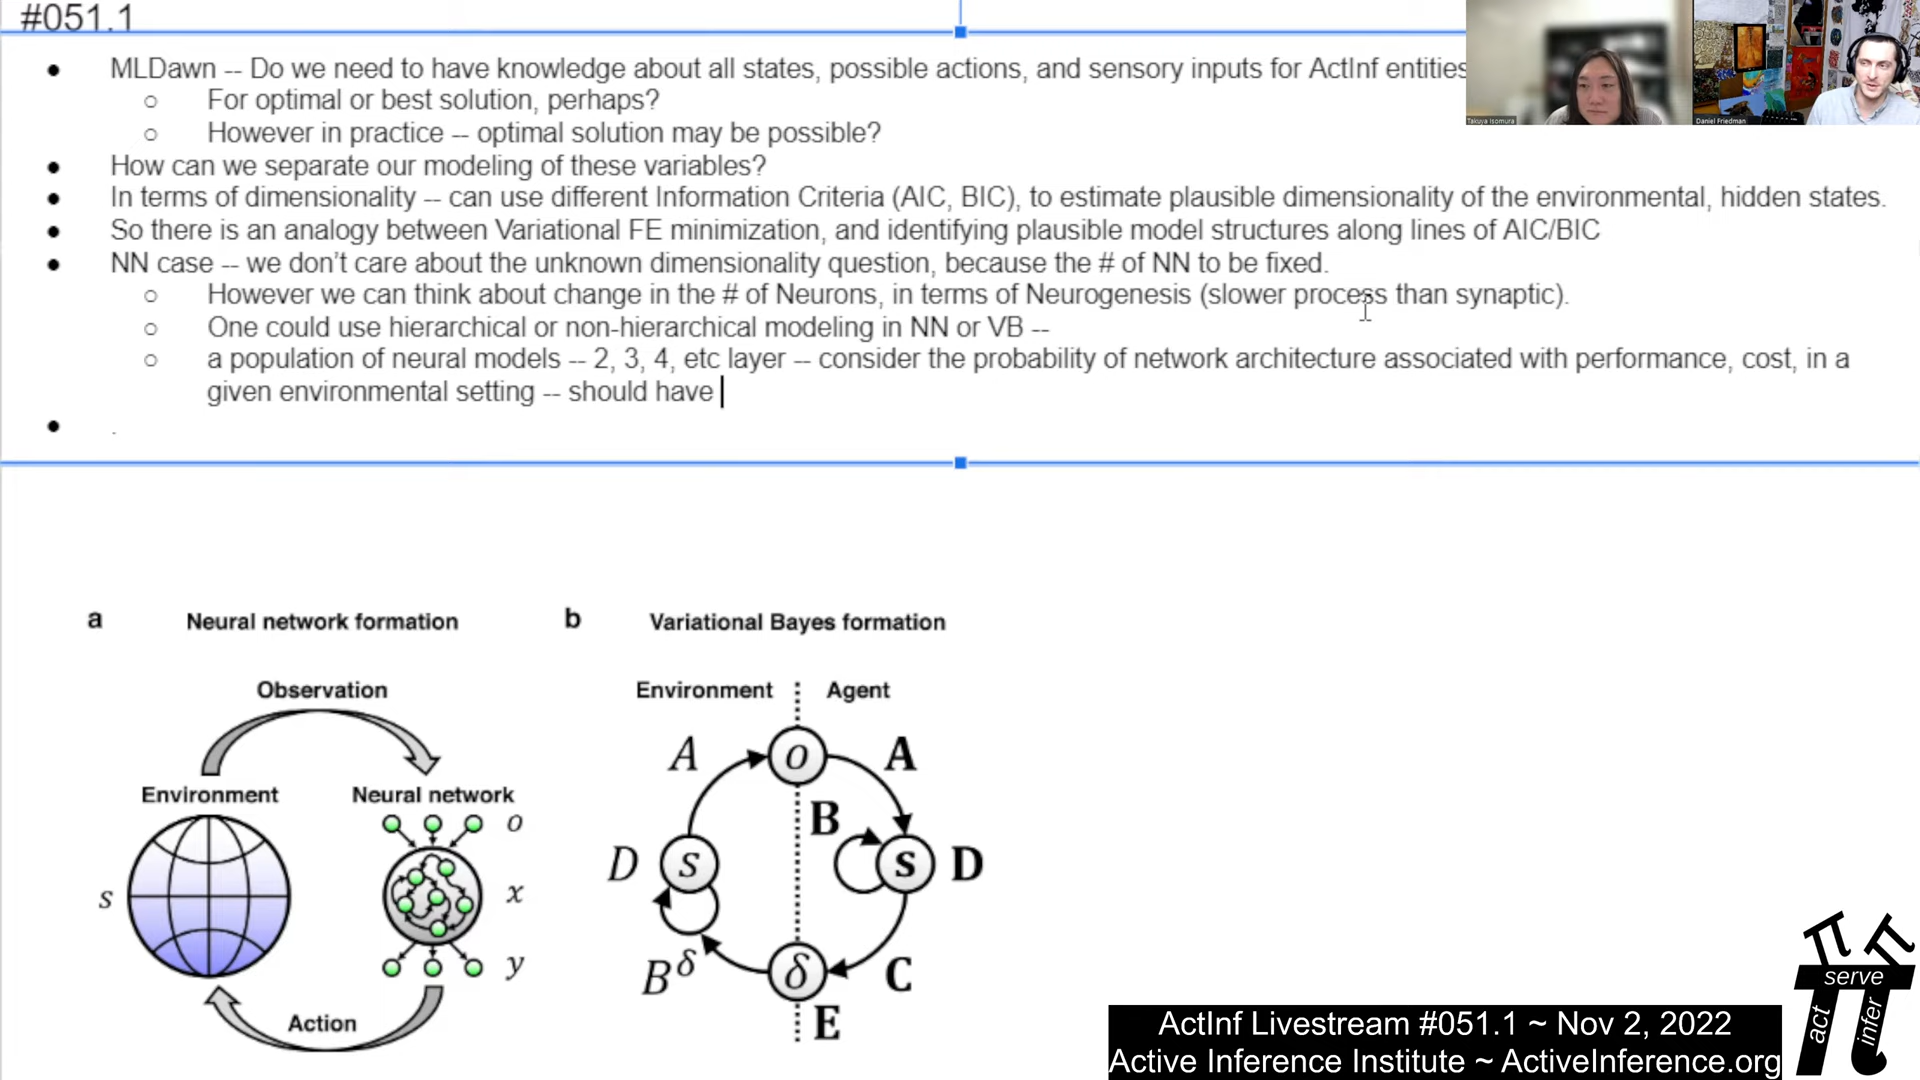 #051.1
MLDawn -- Do we need to have knowledge about all states, possible actions, and sensory inputs for ActInf entities
For optimal or best solution, perhaps?
However in practice -- optimal solution may be possible?
How can we separate our modeling of these variables?
In terms of dimensionality -- can use different Information Criteria (AIC, BIC), to estimate plausible dimensionality of the environmental, hidden states.
So there is an analogy between Variational FE minimization, and identifying plausible model structures along lines of AIC/BIC
NN case -- we don't care about the unknown dimensionality question, because the # of NN to be fixed.
However we can think about change in the # of Neurons, in terms of Neurogenesis (slower process than synaptic).
One could use hierarchical or non-hierarchical modeling in NN or VB --
a population of neural models -- 2, 3, 4, etc layer -- consider the probability of network architecture associated with performance, cost, in a
given environmental setting -- should have
.
Takuya Isomura
Daniel Friedman
a Neural network formation
Observation
Environment
Neural network
o
s
x
y
Action
b Variational Bayes formation
Environment Agent
A o A
B
D s s D
Bδ δ C
E
act
serve
infer
ActInf Livestream #051.1 ~ Nov 2, 2022
Active Inference Institute ~ ActiveInference.org